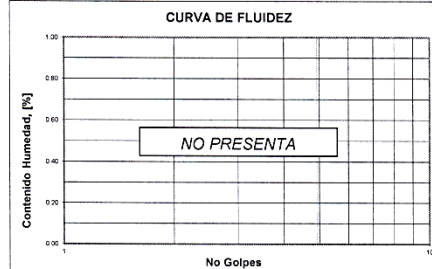 CURVA DE FLUIDEZ
Contenido Humedad, [%]
1.00
0.80
0.60
0.40
0.20
0.00
NO PRESENTA
1
10
No Golpes